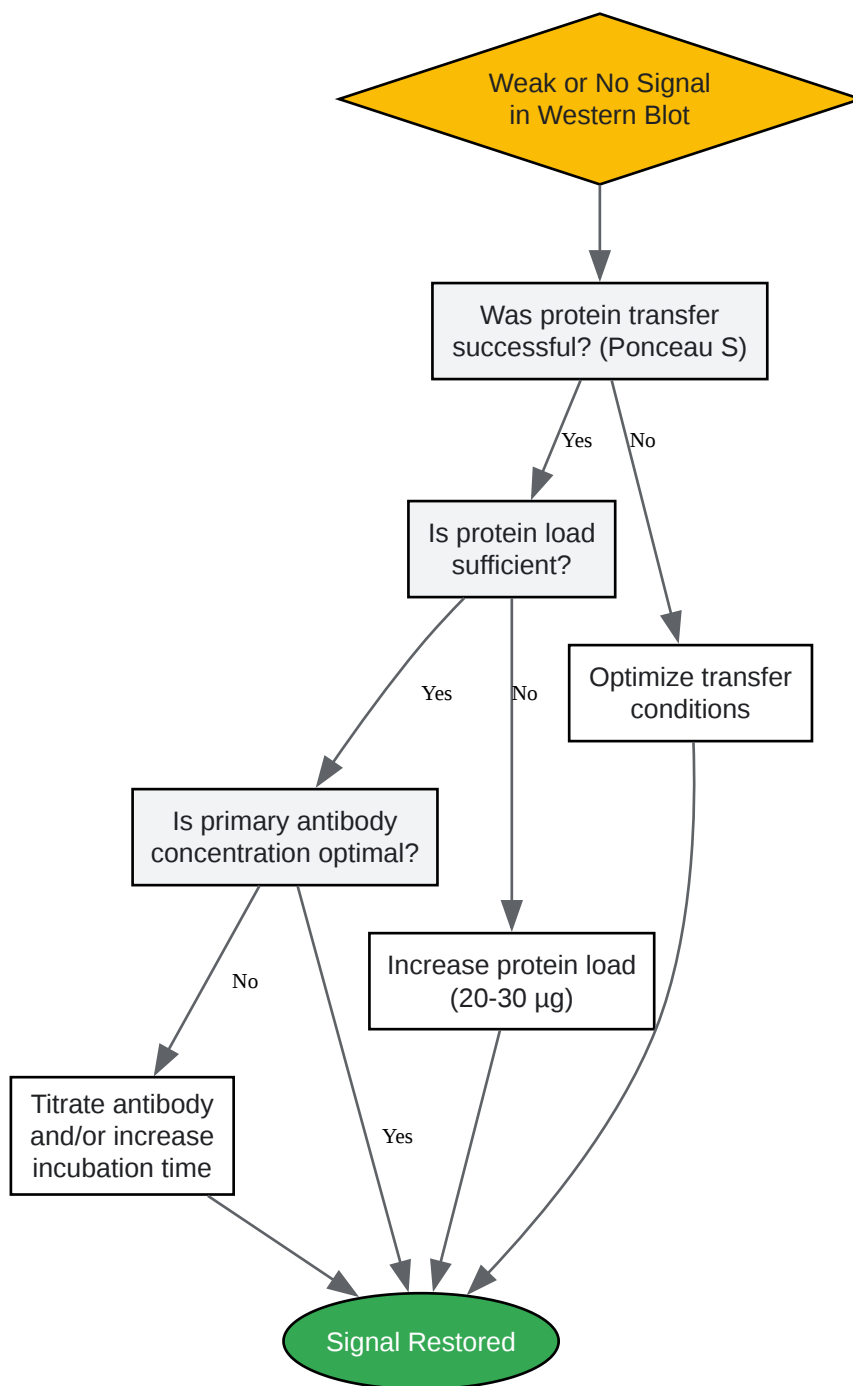 Weak or No Signal
in Western Blot
Was protein transfer
successful? (Ponceau S)
Yes
No
Is protein load
sufficient?
Optimize transfer
conditions
Yes
No
Is primary antibody
concentration optimal?
Increase protein load
(20-30 µg)
No
Titrate antibody
and/or increase
incubation time
Yes
Signal Restored